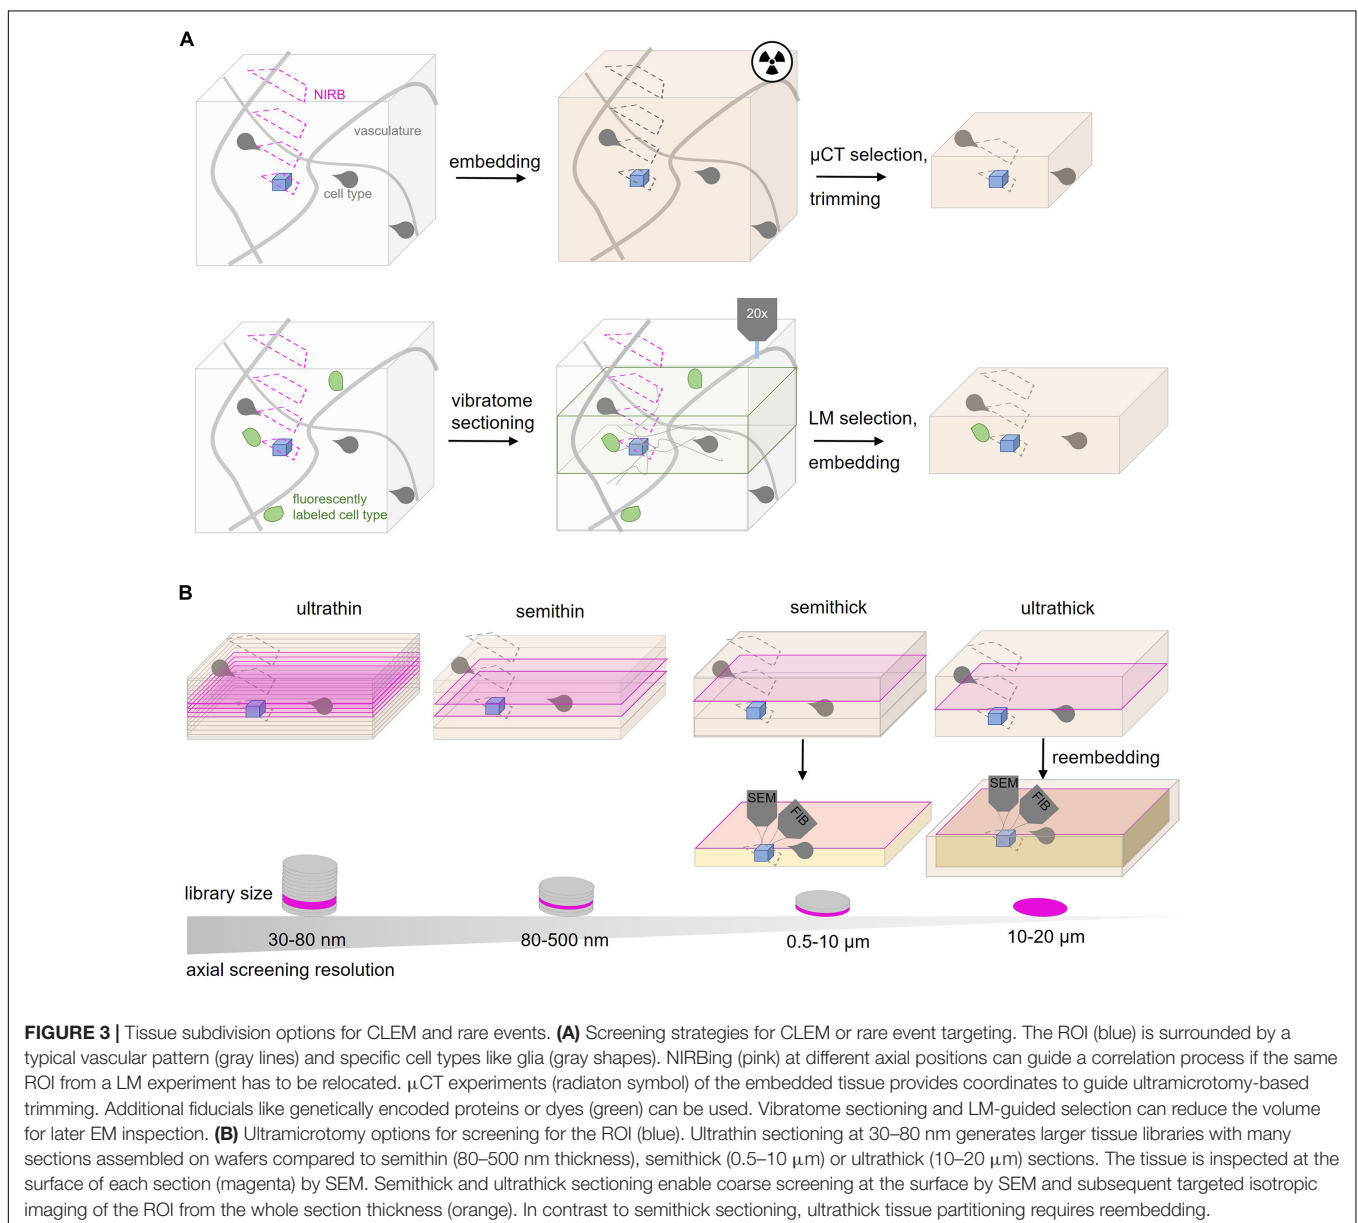 A
NIRB
vasculature
cell type
embedding
µCT selection,
trimming
20x
vibratome
sectioning
LM selection,
embedding
fluorescently
labeled cell type
B
ultrathin
semithin
semithick
ultrathick
reembedding
SEM
FIB
SEM
FIB
library size
30-80 nm
80-500 nm
0.5-10 µm
10-20 µm
axial screening resolution
FIGURE 3 | Tissue subdivision options for CLEM and rare events. (A) Screening strategies for CLEM or rare event targeting. The ROI (blue) is surrounded by a
typical vascular pattern (gray lines) and specific cell types like glia (gray shapes). NIRBing (pink) at different axial positions can guide a correlation process if the same
ROI from a LM experiment has to be relocated. µCT experiments (radiaton symbol) of the embedded tissue provides coordinates to guide ultramicrotomy-based
trimming. Additional fiducials like genetically encoded proteins or dyes (green) can be used. Vibratome sectioning and LM-guided selection can reduce the volume
for later EM inspection. (B) Ultramicrotomy options for screening for the ROI (blue). Ultrathin sectioning at 30–80 nm generates larger tissue libraries with many
sections assembled on wafers compared to semithin (80–500 nm thickness), semithick (0.5–10 µm) or ultrathick (10–20 µm) sections. The tissue is inspected at the
surface of each section (magenta) by SEM. Semithick and ultrathick sectioning enable coarse screening at the surface by SEM and subsequent targeted isotropic
imaging of the ROI from the whole section thickness (orange). In contrast to semithick sectioning, ultrathick tissue partitioning requires reembedding.